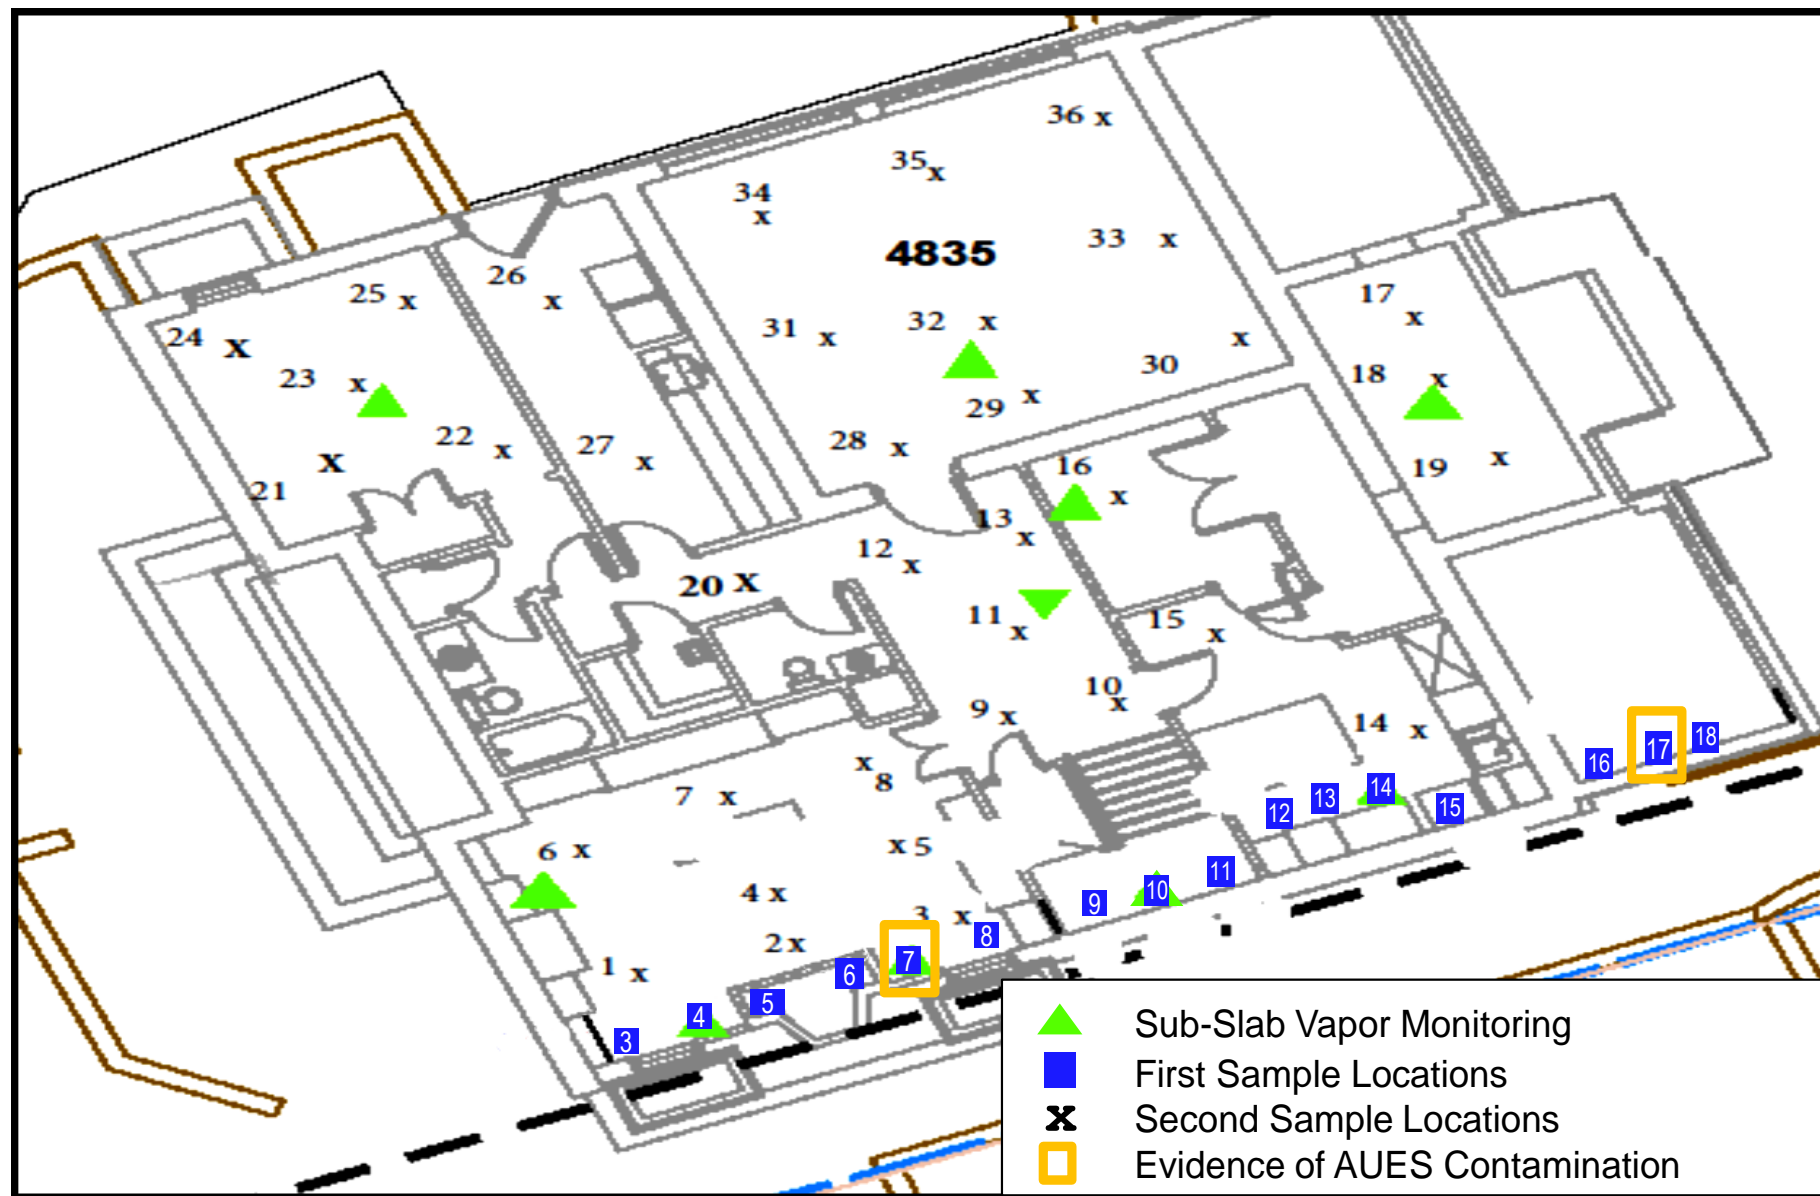 36 x
35 x
34
x
4835
33 x
26
x
25 x
17
x
24 x
31 x
32 x
x
30
23 x
18 x
29 x
22 x
27 x
28 x
x
21
16
x
19 x
13
x
12 x
20 x
11
x
15 x
10
x
9 x
14 x
x
8
7 x
6 x
x 5
4 x
3 x
2 x
1 x
18
17
16
14
13
15
12
11
10
9
8
7
6
5
4
3
Sub-Slab Vapor Monitoring
First Sample Locations
x Second Sample Locations
Evidence of AUES Contamination